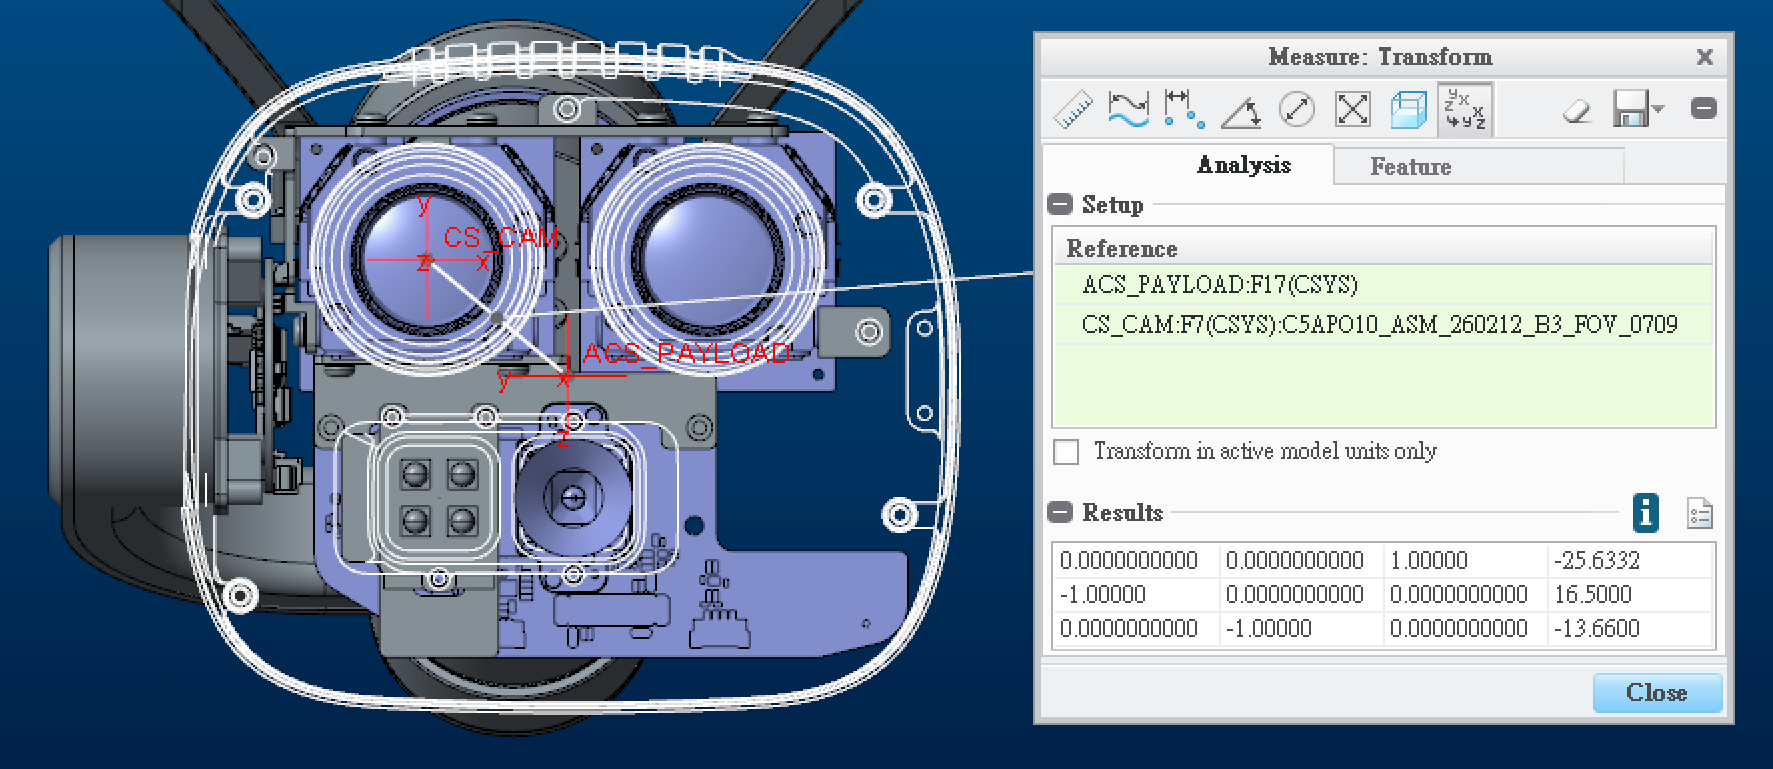 Measure: Transform
Analysis
Feature
Setup
Reference
ACS_PAYLOAD:F17(CSYS)
CS_CAM:F7(CSYS):C5APO10_ASM_260212_B3_FOV_0709
Transform in active model units only
Results
0.0000000000 0.0000000000 1.00000 -25.6332
-1.00000 0.0000000000 0.0000000000 16.5000
0.0000000000 -1.00000 0.0000000000 -13.6600
Close
y
CS_CAM
z x
ACS_PAYLOAD
y x
z